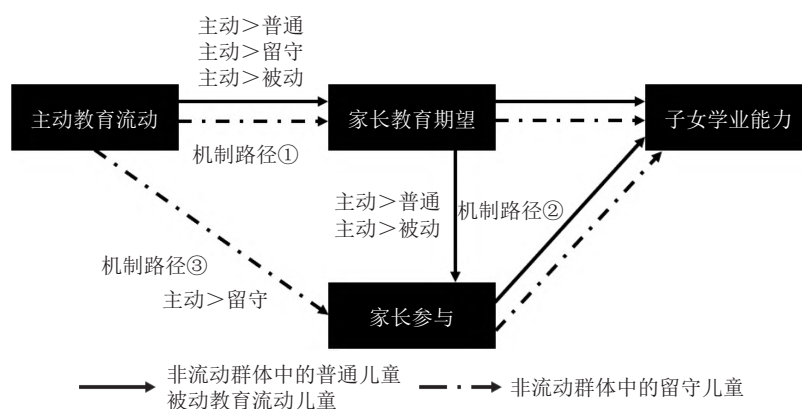 主动＞普通
主动＞留守
主动＞被动
主动教育流动
家长教育期望
子女学业能力
机制路径①
主动＞普通
主动＞被动
机制路径②
机制路径③
主动＞留守
家长参与
非流动群体中的普通儿童
被动教育流动儿童
非流动群体中的留守儿童